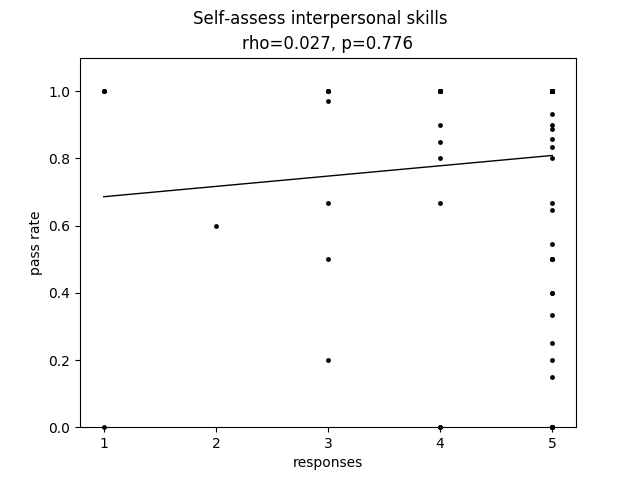 Self-assess interpersonal skills
rho=0.027, p=0.776
1.0
0.8
0.6
0.4
0.2
0.0
pass rate
1 2 3 4 5
responses